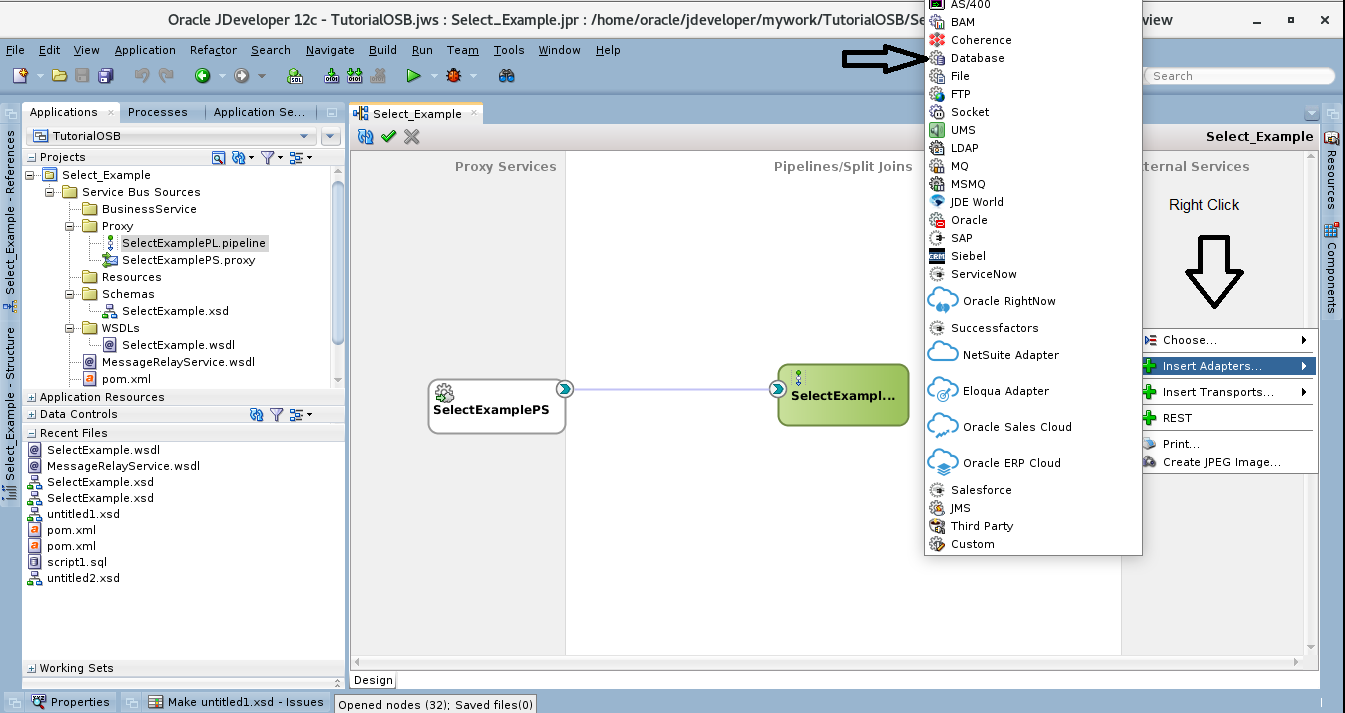 Oracle JDeveloper 12c - TutorialOSB.jws : Select_Example.jpr : /home/oracle/jdeveloper/mywork/TutorialOSB/Se
view
File Edit View Application Refactor Search Navigate Build Run Team Tools Window Help
Search
Applications
Processes
Application Se...
TutorialOSB
Projects
Select_Example
Service Bus Sources
BusinessService
Proxy
SelectExamplePL.pipeline
SelectExamplePS.proxy
Resources
Schemas
SelectExample.xsd
WSDLs
SelectExample.wsdl
MessageRelayService.wsdl
pom.xml
Application Resources
Data Controls
Recent Files
SelectExample.wsdl
MessageRelayService.wsdl
SelectExample.xsd
SelectExample.xsd
untitled1.xsd
pom.xml
pom.xml
script1.sql
untitled2.xsd
Working Sets
Select_Example - References
Select_Example - Structure
Select_Example
Select_Example
Proxy Services
Pipelines/Split Joins
ternal Services
SelectExamplePS
SelectExampl...
Right Click
AS/400
BAM
Coherence
Database
File
FTP
Socket
UMS
LDAP
MQ
MSMQ
JDE World
Oracle
SAP
Siebel
ServiceNow
Oracle RightNow
Successfactors
NetSuite Adapter
Eloqua Adapter
Oracle Sales Cloud
Oracle ERP Cloud
Salesforce
JMS
Third Party
Custom
Choose...
Insert Adapters...
Insert Transports...
REST
Print...
Create JPEG Image...
Resources
Components
Design
Properties
Make untitled1.xsd - Issues
Opened nodes (32); Saved files(0)